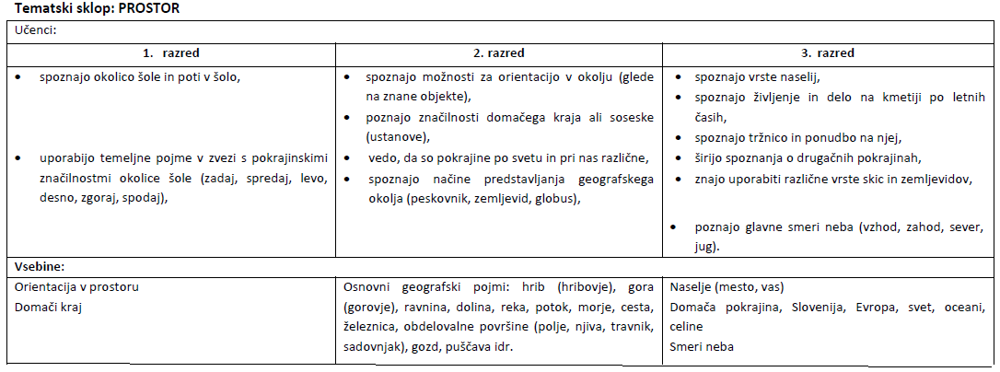 Tematski sklop: PROSTOR
Učenci:
1. razred
2. razred
3. razred
• spoznajo okolico šole in poti v šolo,
• uporabijo temeljne pojme v zvezi s pokrajinskimi
značilnostmi okolice šole (zadaj, spredaj, levo,
desno, zgoraj, spodaj),
• spoznajo možnosti za orientacijo v okolju (glede
na znane objekte),
• poznajo značilnosti domačega kraja ali soseske
(ustanove),
• vedo, da so pokrajine po svetu in pri nas različne,
• spoznajo načine predstavljanja geografskega
okolja (peskovnik, zemljevid, globus),
• spoznajo vrste naselij,
• spoznajo življenje in delo na kmetiji po letnih
časih,
• spoznajo tržnico in ponudbo na njej,
• širijo spoznanja o drugačnih pokrajinah,
• znajo uporabiti različne vrste skic in zemljevidov,
• poznajo glavne smeri neba (vzhod, zahod, sever,
jug).
Vsebine:
Orientacija v prostoru
Domači kraj
Osnovni geografski pojmi: hrib (hribovje), gora
(gorovje), ravnina, dolina, reka, potok, morje, cesta,
železnica, obdelovalne površine (polje, njiva, travnik,
sadovnjak), gozd, puščava idr.
Naselje (mesto, vas)
Domača pokrajina, Slovenija, Evropa, svet, oceani,
celine
Smeri neba